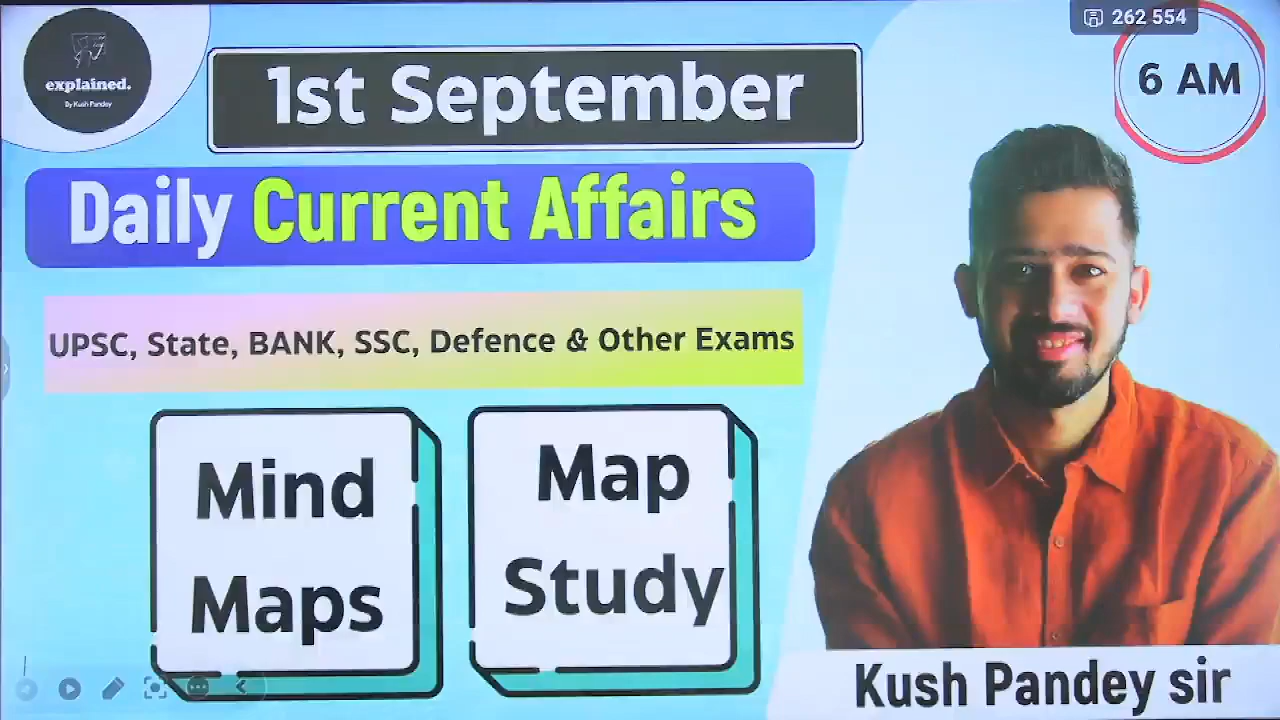 262 554
explained.
By Kush Pandey
1st September
6 AM
Daily Current Affairs
UPSC, State, BANK, SSC, Defence & Other Exams
Mind
Maps
Map
Study
Kush Pandey sir